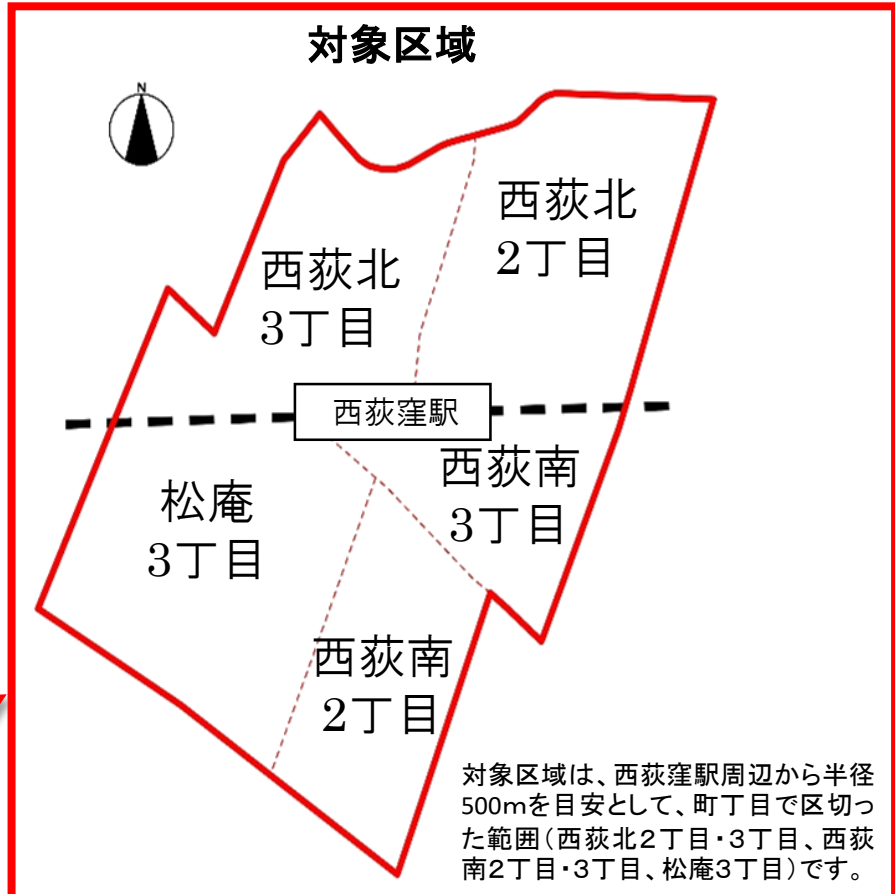 対象区域
N
西荻北
2丁目
西荻北
3丁目
西荻窪駅
西荻南
3丁目
松庵
3丁目
西荻南
2丁目
対象区域は、西荻窪駅周辺から半径
500mを目安として、町丁目で区切っ
た範囲(西荻北2丁目・3丁目、西荻
南2丁目・3丁目、松庵3丁目)です。